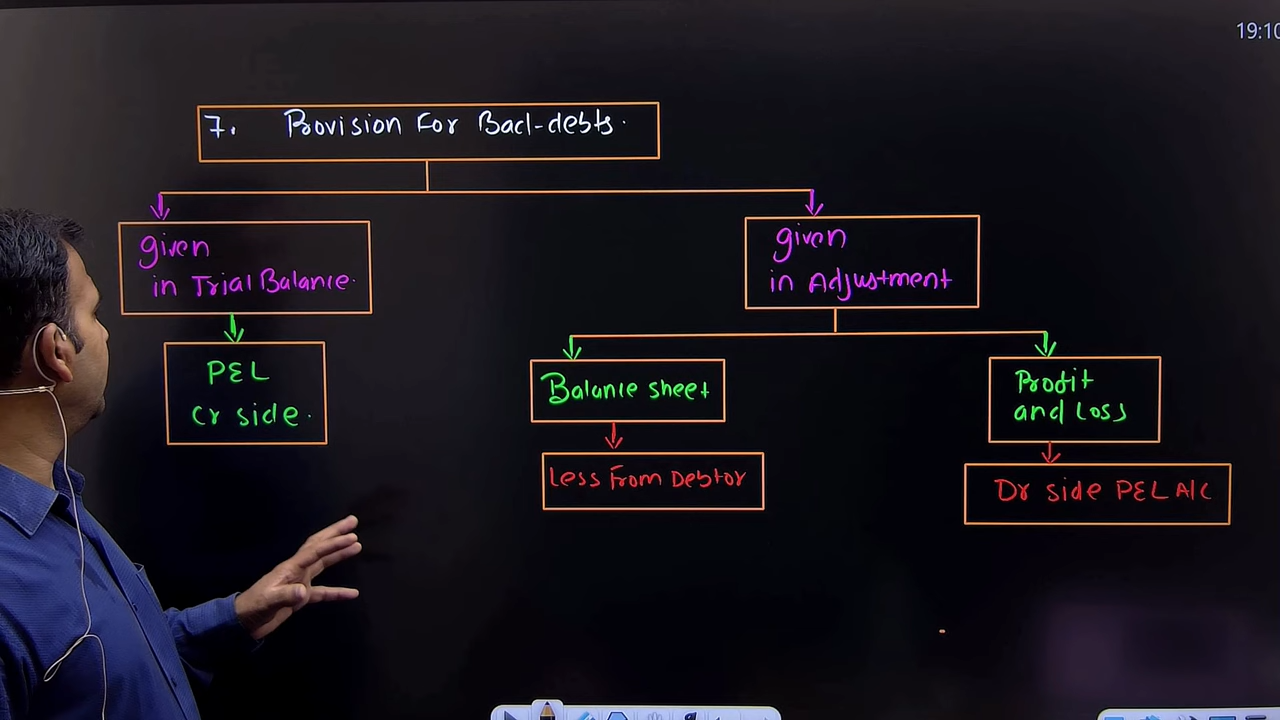 19:10
7. Provision For Bad-debts.
given
in Trial Balance.
given
in Adjustment
P&L
Cr side.
Balance sheet
Profit
and Loss
Less From Debtor
Dr side P&L A/C